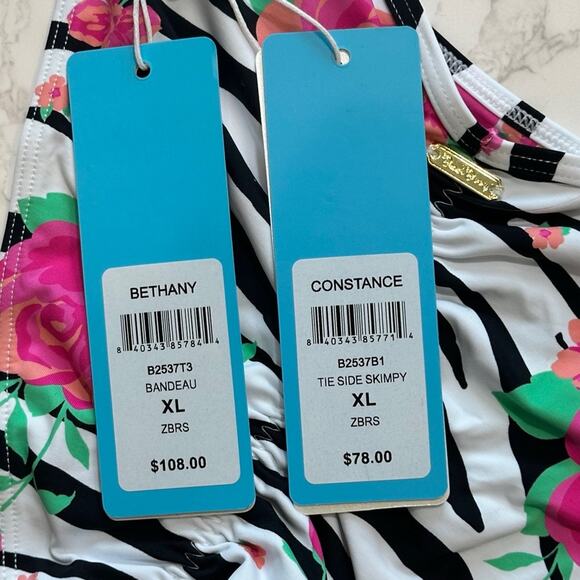 BETHANY
8 40343 85784 4
B2537T3
BANDEAU
XL
ZBRS
$108.00
CONSTANCE
8 40343 85771 4
B2537B1
TIE SIDE SKIMPY
XL
ZBRS
$78.00